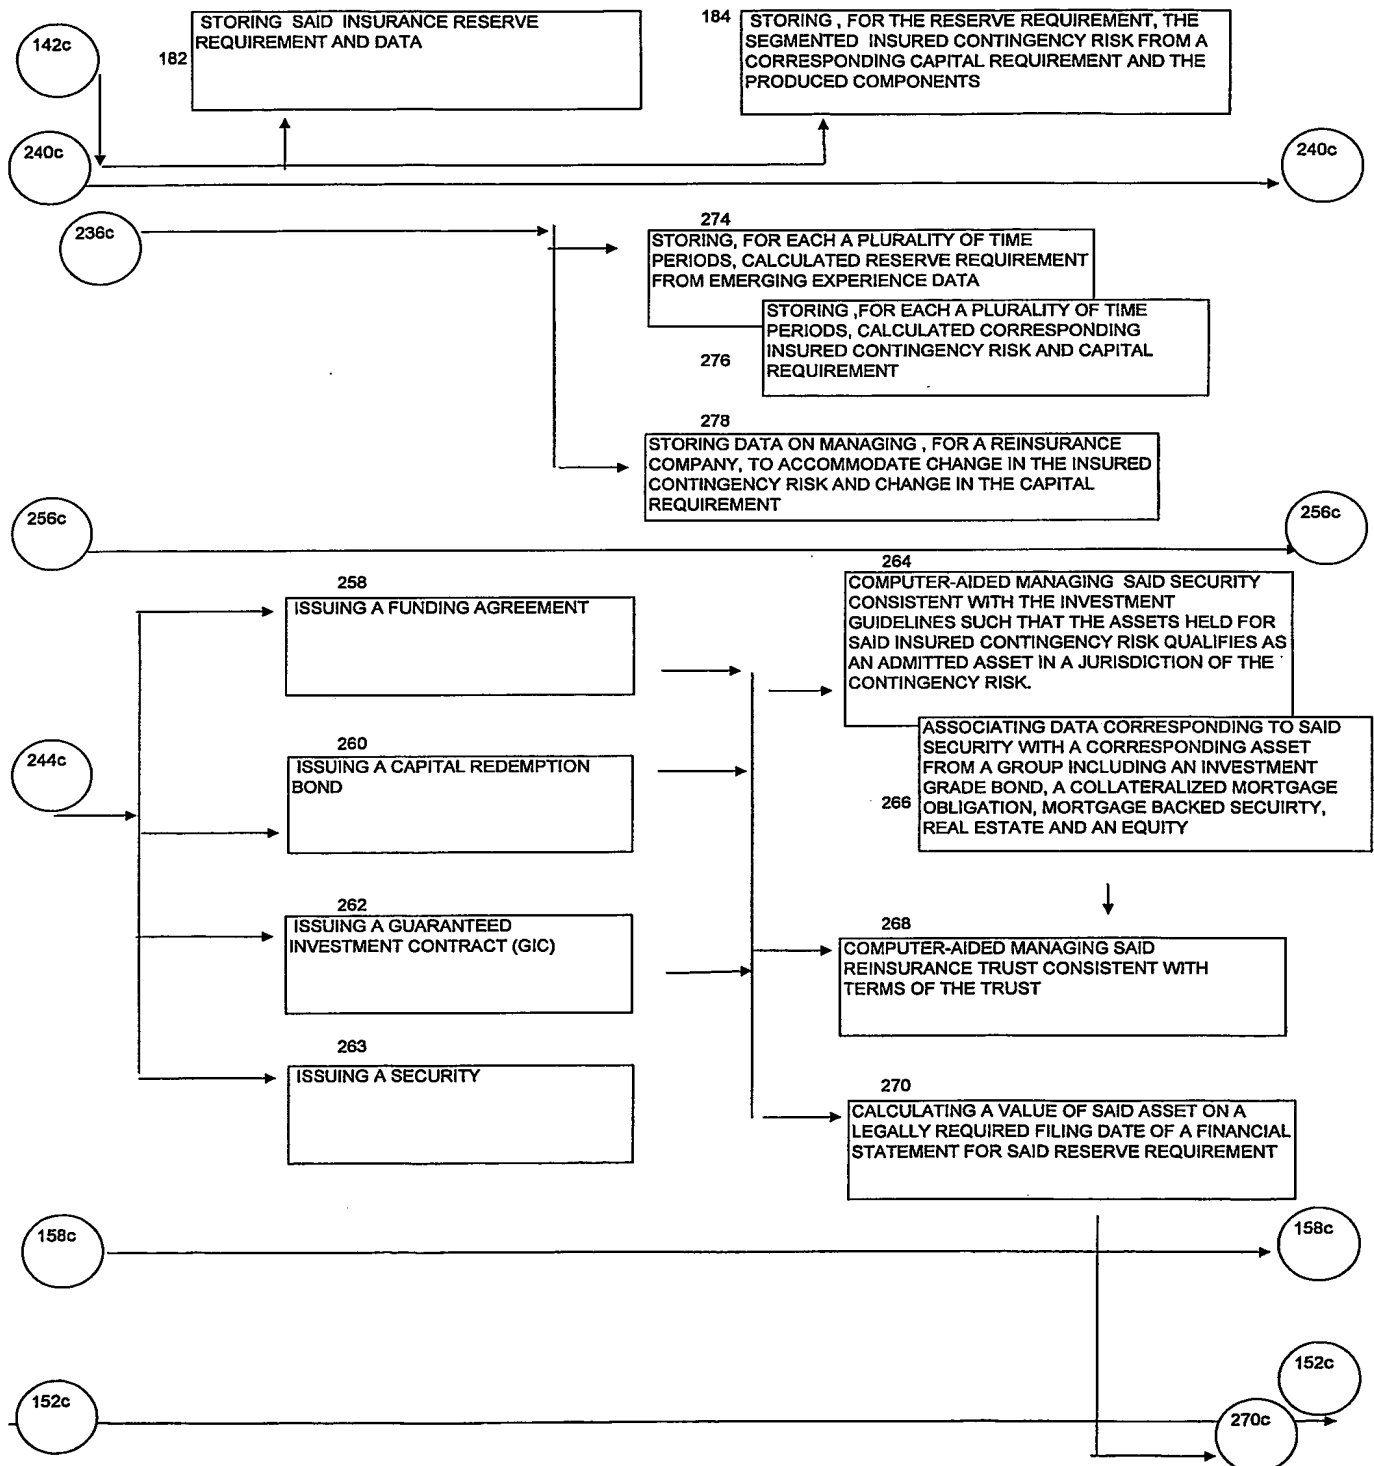 142c
182
STORING SAID INSURANCE RESERVE
REQUIREMENT AND DATA
184
STORING , FOR THE RESERVE REQUIREMENT, THE
SEGMENTED INSURED CONTINGENCY RISK FROM A
CORRESPONDING CAPITAL REQUIREMENT AND THE
PRODUCED COMPONENTS
240c
240c
236c
274
STORING, FOR EACH A PLURALITY OF TIME
PERIODS, CALCULATED RESERVE REQUIREMENT
FROM EMERGING EXPERIENCE DATA
276
STORING ,FOR EACH A PLURALITY OF TIME
PERIODS, CALCULATED CORRESPONDING
INSURED CONTINGENCY RISK AND CAPITAL
REQUIREMENT
278
STORING DATA ON MANAGING , FOR A REINSURANCE
COMPANY, TO ACCOMMODATE CHANGE IN THE INSURED
CONTINGENCY RISK AND CHANGE IN THE CAPITAL
REQUIREMENT
256c
256c
258
ISSUING A FUNDING AGREEMENT
264
COMPUTER-AIDED MANAGING SAID SECURITY
CONSISTENT WITH THE INVESTMENT
GUIDELINES SUCH THAT THE ASSETS HELD FOR
SAID INSURED CONTINGENCY RISK QUALIFIES AS
AN ADMITTED ASSET IN A JURISDICTION OF THE
CONTINGENCY RISK.
244c
260
ISSUING A CAPITAL REDEMPTION
BOND
266
ASSOCIATING DATA CORRESPONDING TO SAID
SECURITY WITH A CORRESPONDING ASSET
FROM A GROUP INCLUDING AN INVESTMENT
GRADE BOND, A COLLATERALIZED MORTGAGE
OBLIGATION, MORTGAGE BACKED SECUIRTY,
REAL ESTATE AND AN EQUITY
262
ISSUING A GUARANTEED
INVESTMENT CONTRACT (GIC)
268
COMPUTER-AIDED MANAGING SAID
REINSURANCE TRUST CONSISTENT WITH
TERMS OF THE TRUST
263
ISSUING A SECURITY
270
CALCULATING A VALUE OF SAID ASSET ON A
LEGALLY REQUIRED FILING DATE OF A FINANCIAL
STATEMENT FOR SAID RESERVE REQUIREMENT
158c
158c
152c
152c
270c